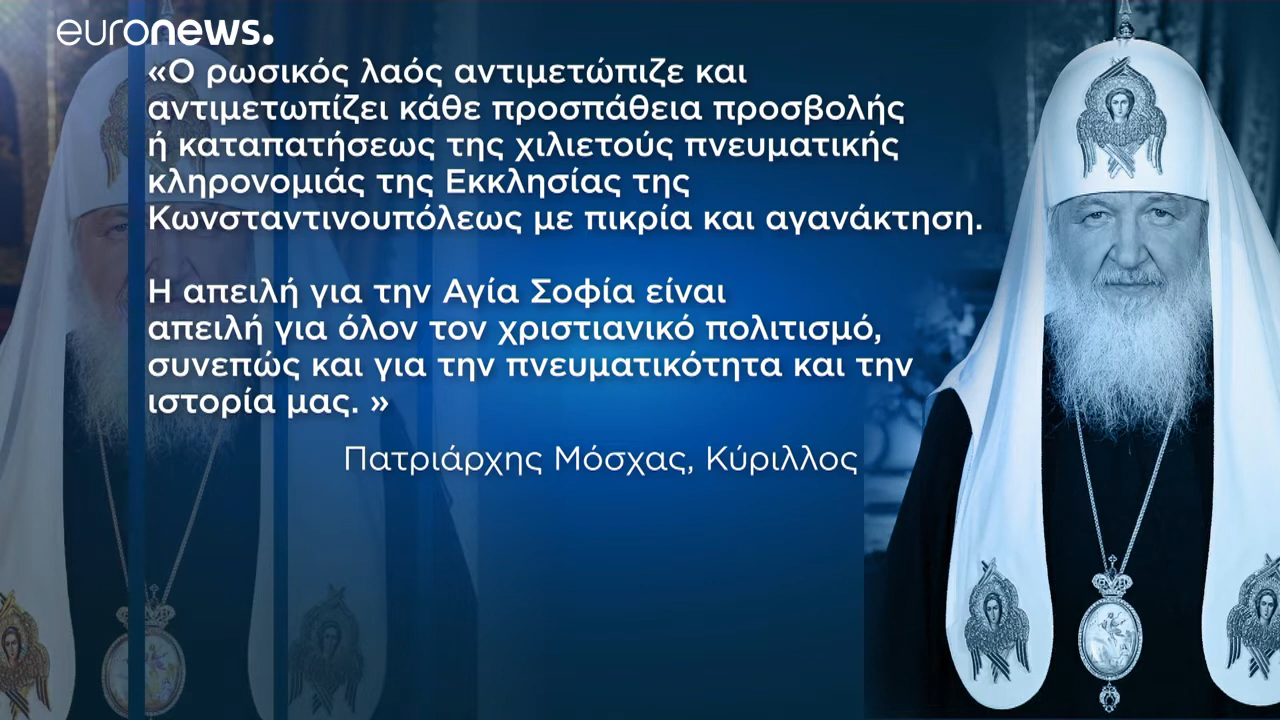 euronews.
«Ο ρωσικός λαός αντιμετώπιζε και
αντιμετωπίζει κάθε προσπάθεια προσβολής
ή καταπατήσεως της χιλιετούς πνευματικής
κληρονομιάς της Εκκλησίας της
Κωνσταντινουπόλεως με πικρία και αγανάκτηση.
Η απειλή για την Αγία Σοφία είναι
απειλή για όλον τον χριστιανικό πολιτισμό,
συνεπώς και για την πνευματικότητα και την
ιστορία μας. »
Πατριάρχης Μόσχας, Κύριλλος